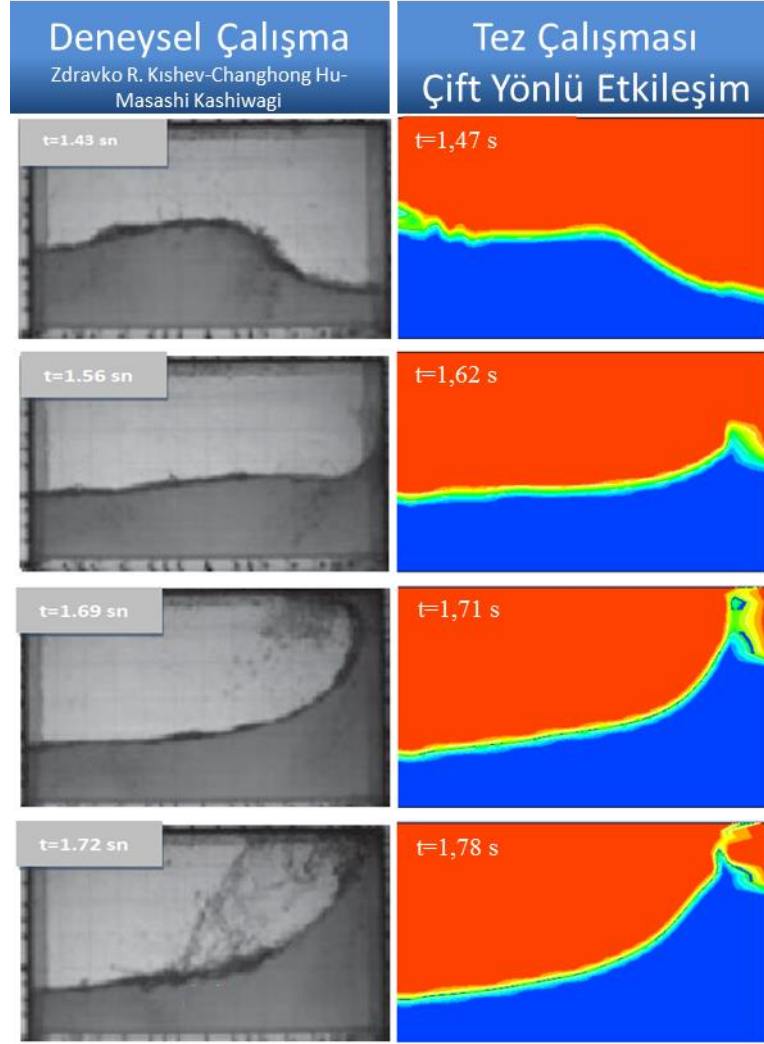 Deneysel Çalışma
Zdravko R. Kıshev-Changhong Hu-
Masashi Kashiwagi
Tez Çalışması
Çift Yönlü Etkileşim
t=1.43 sn
t=1,47 s
t=1.56 sn
t=1,62 s
t=1.69 sn
t=1,71 s
t=1.72 sn
t=1,78 s